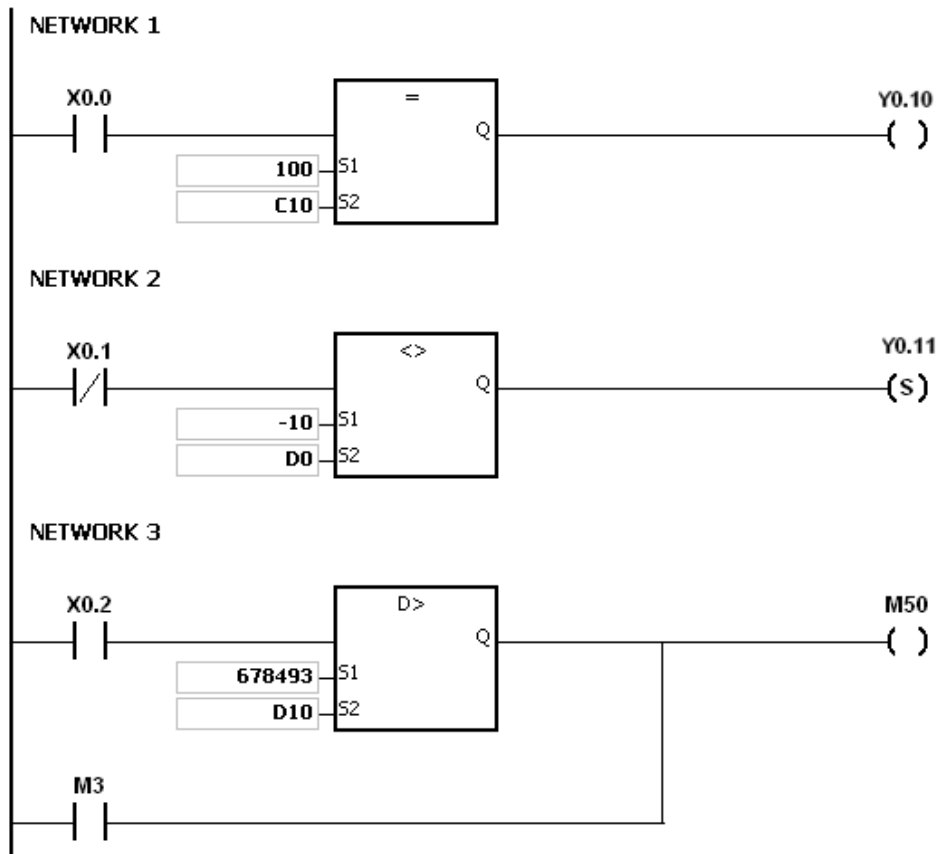 NETWORK 1
X0.0
=
Y0.10
Q
( )
100 S1
C10 S2
NETWORK 2
X0.1
<>
Y0.11
Q
(S)
-10 S1
D0 S2
NETWORK 3
X0.2
D>
M50
Q
( )
678493 S1
D10 S2
M3